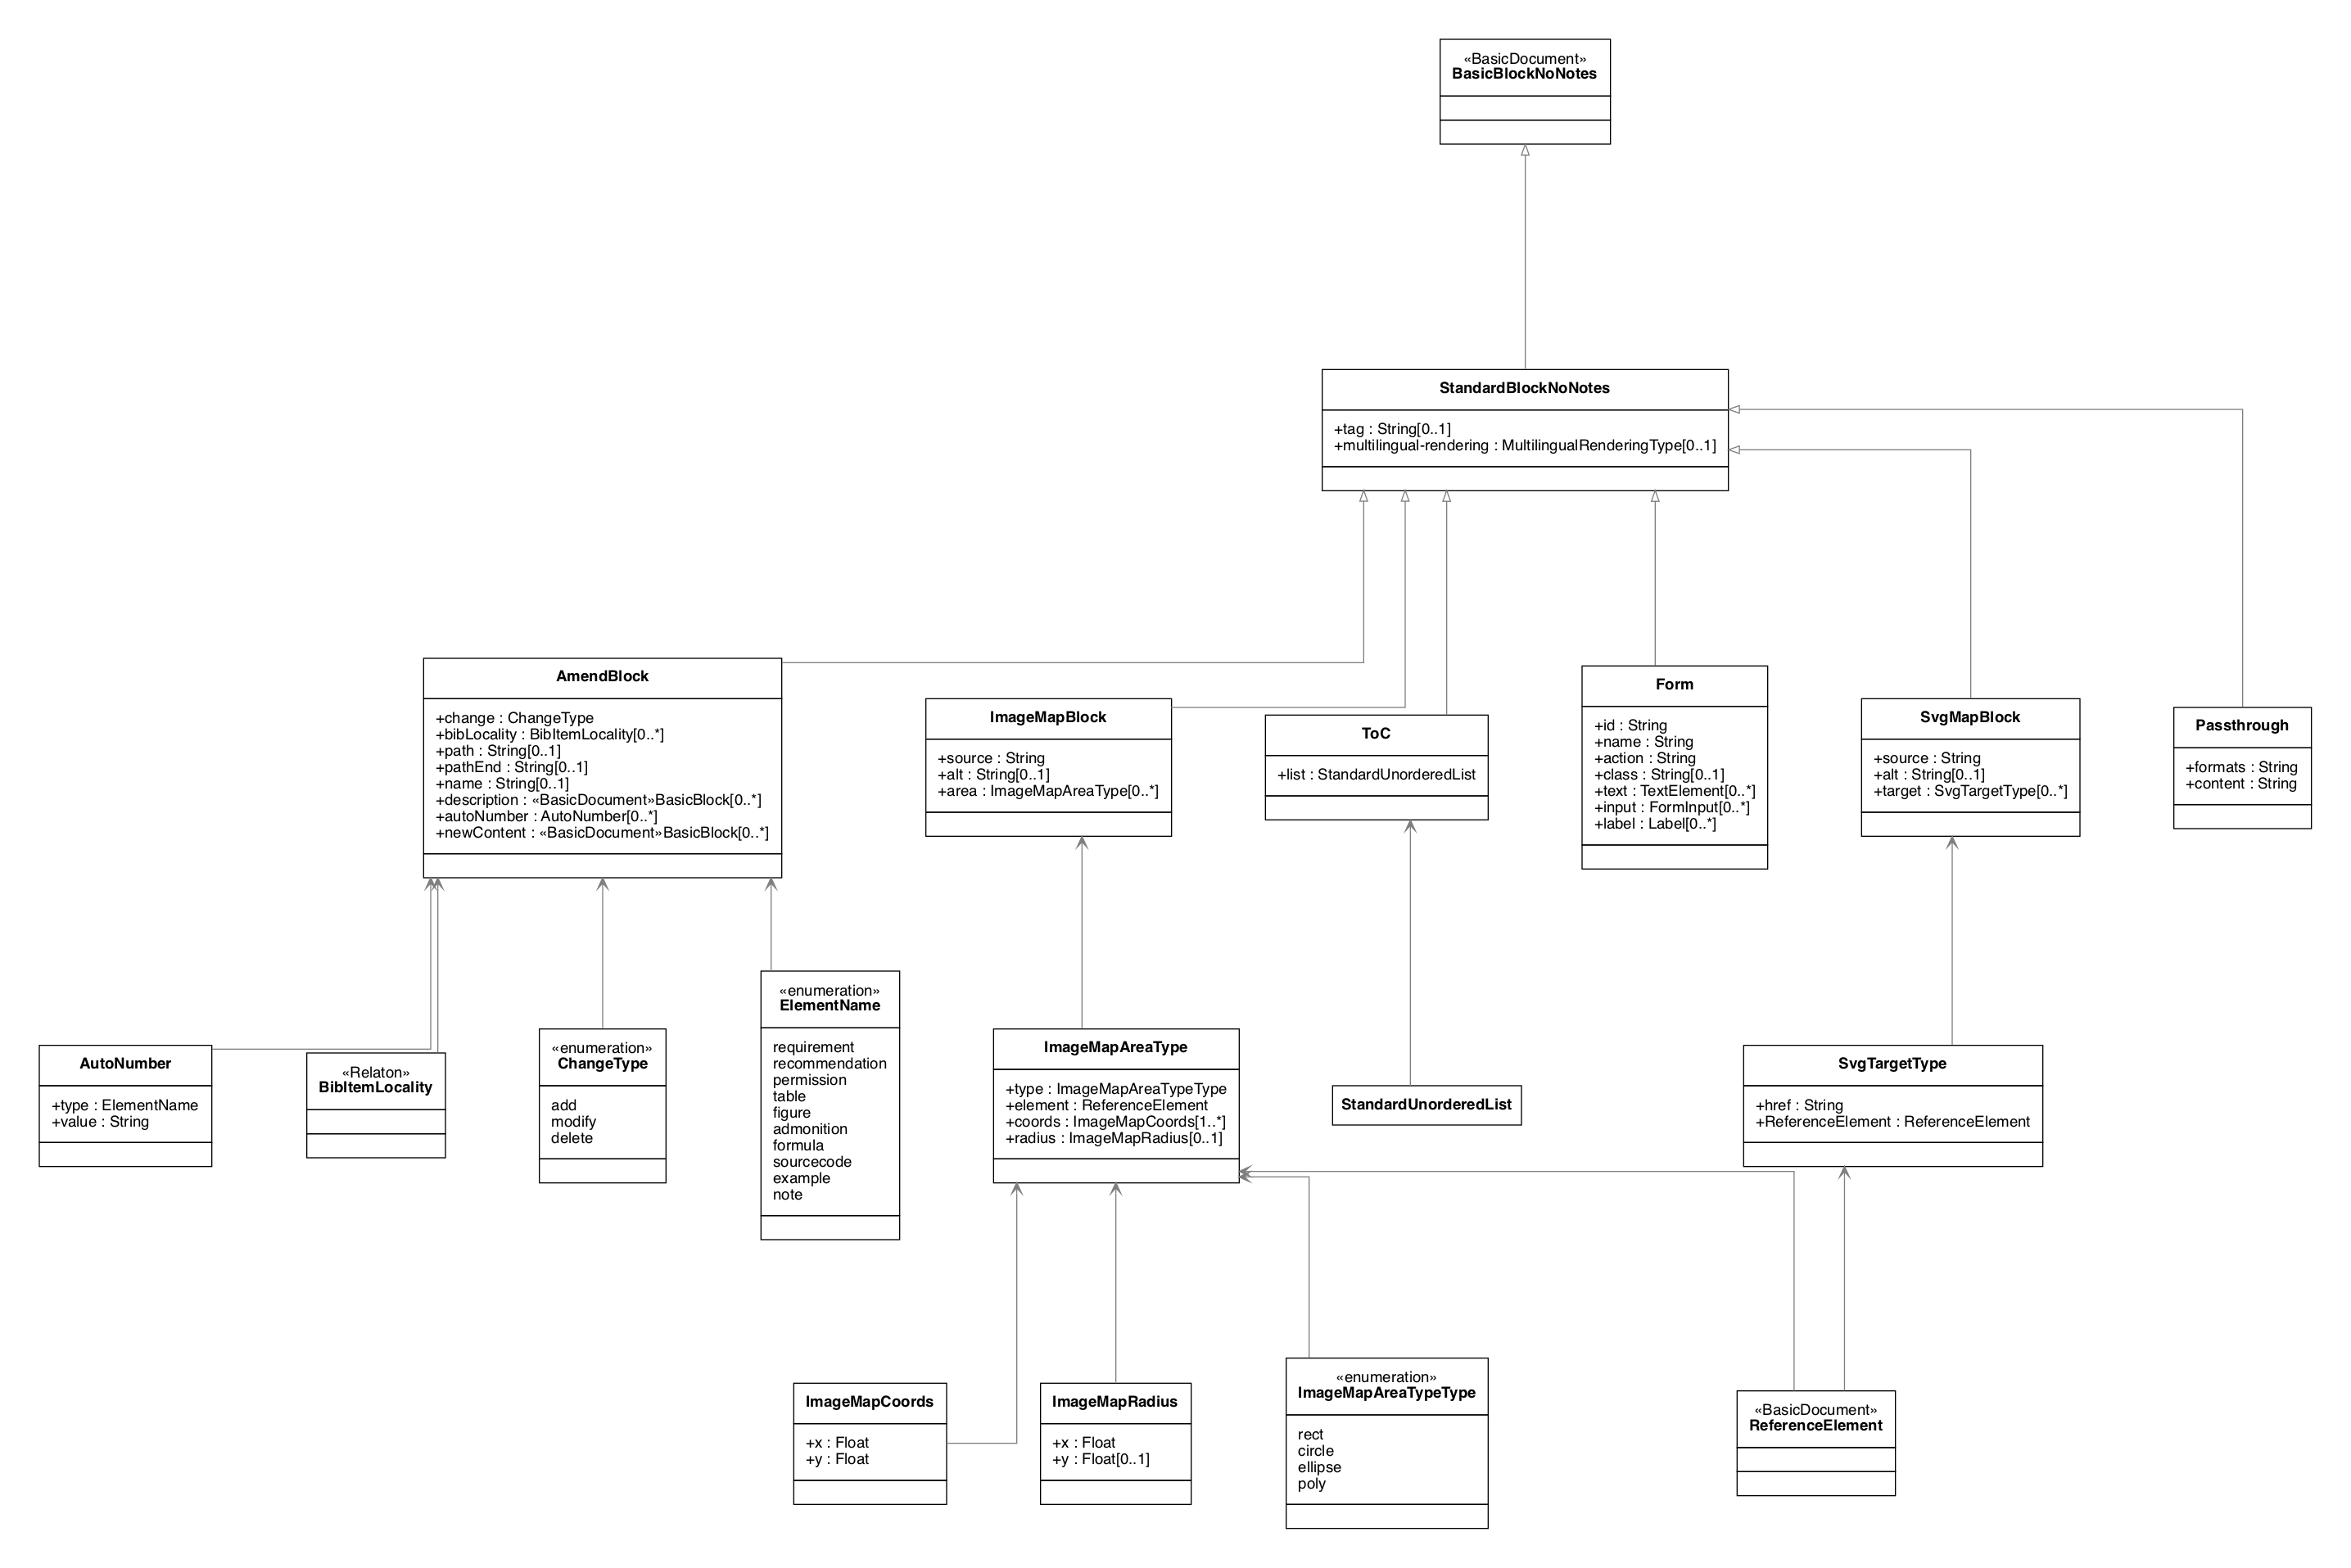 «BasicDocument»
BasicBlockNoNotes
StandardBlockNoNotes
+tag : String[0..1]
+multilingual-rendering : MultilingualRenderingType[0..1]
AmendBlock
+change : ChangeType
+bibLocality : BibItemLocality[0..*]
+path : String[0..1]
+pathEnd : String[0..1]
+name : String[0..1]
+description : «BasicDocument»BasicBlock[0..*]
+autoNumber : AutoNumber[0..*]
+newContent : «BasicDocument»BasicBlock[0..*]
ImageMapBlock
+source : String
+alt : String[0..1]
+area : ImageMapAreaType[0..*]
ToC
+list : StandardUnorderedList
Form
+id : String
+name : String
+action : String
+class : String[0..1]
+text : TextElement[0..*]
+input : FormInput[0..*]
+label : Label[0..*]
SvgMapBlock
+source : String
+alt : String[0..1]
+target : SvgTargetType[0..*]
Passthrough
+formats : String
+content : String
AutoNumber
+type : ElementName
+value : String
«Relaton»
BibItemLocality
«enumeration»
ChangeType
add
modify
delete
«enumeration»
ElementName
requirement
recommendation
permission
table
figure
admonition
formula
sourcecode
example
note
ImageMapAreaType
+type : ImageMapAreaTypeType
+element : ReferenceElement
+coords : ImageMapCoords[1..*]
+radius : ImageMapRadius[0..1]
StandardUnorderedList
SvgTargetType
+href : String
+ReferenceElement : ReferenceElement
ImageMapCoords
+x : Float
+y : Float
ImageMapRadius
+x : Float
+y : Float[0..1]
«enumeration»
ImageMapAreaTypeType
rect
circle
ellipse
poly
«BasicDocument»
ReferenceElement